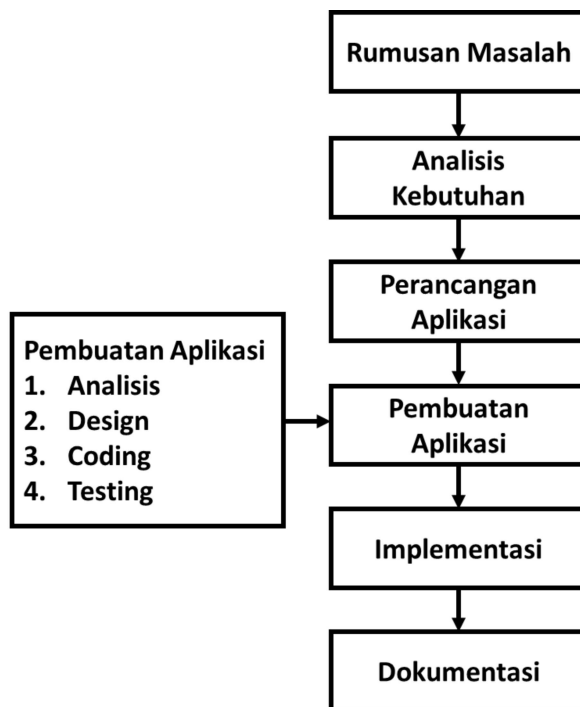 Rumusan Masalah
Analisis
Kebutuhan
Perancangan
Aplikasi
Pembuatan Aplikasi
1. Analisis
2. Design
3. Coding
4. Testing
Pembuatan
Aplikasi
Implementasi
Dokumentasi